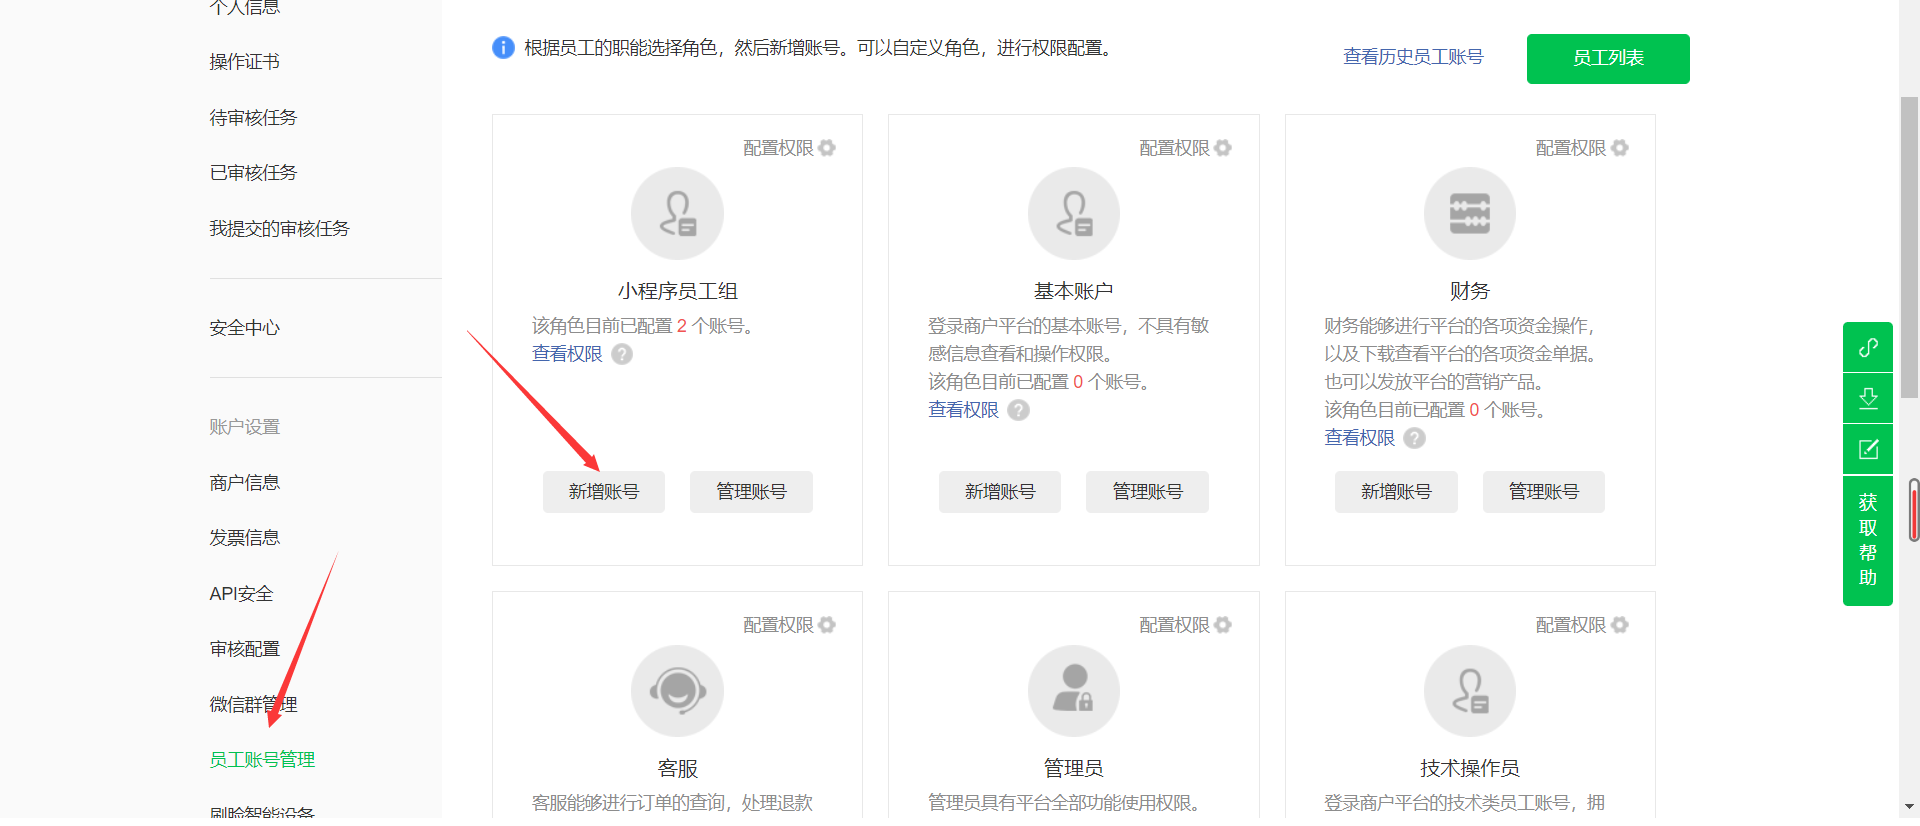 个人信息
操作证书
待审核任务
已审核任务
我提交的审核任务
安全中心
账户设置
商户信息
发票信息
API安全
审核配置
微信群管理
员工账号管理
刷脸智能设备
根据员工的职能选择角色，然后新增账号。可以自定义角色，进行权限配置。
查看历史员工账号
员工列表
配置权限
小程序员工组
该角色目前已配置 2 个账号。
查看权限 ?
新增账号 管理账号
配置权限
基本账户
登录商户平台的基本账号，不具有敏
感信息查看和操作权限。
该角色目前已配置 0 个账号。
查看权限 ?
新增账号 管理账号
配置权限
财务
财务能够进行平台的各项资金操作，
以及下载查看平台的各项资金单据。
也可以发放平台的营销产品。
该角色目前已配置 0 个账号。
查看权限 ?
新增账号 管理账号
配置权限
客服
客服能够进行订单的查询，处理退款
配置权限
管理员
管理员具有平台全部功能使用权限。
配置权限
技术操作员
登录商户平台的技术类员工账号，拥
获
取
帮
助